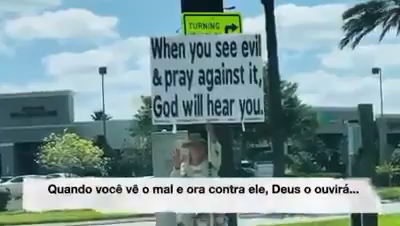 TURNING
When you see evil
& pray against it,
God will hear you.
Quando você vê o mal e ora contra ele, Deus o ouvirá...